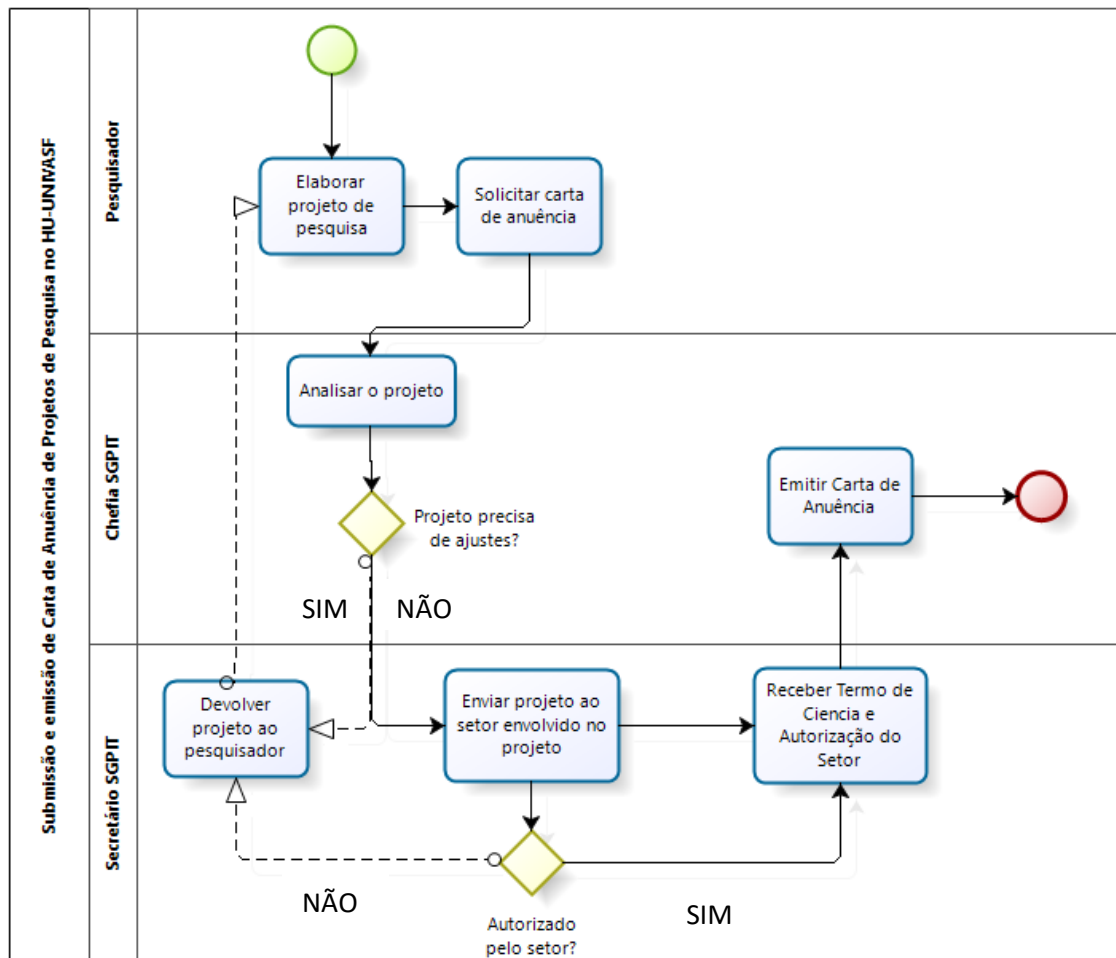 Submissão e emissão de Carta de Anuência de Projetos de Pesquisa no HU-UNIVASF
Pesquisador
Elaborar
projeto de
pesquisa
Solicitar carta
de anuência
Chefia SGPIT
Analisar o projeto
Projeto precisa
de ajustes?
SIM
NÃO
Emitir Carta de
Anuência
Secretário SGPIT
Devolver
projeto ao
pesquisador
Enviar projeto ao
setor envolvido no
projeto
Receber Termo de
Ciencia e
Autorização do
Setor
NÃO
SIM
Autorizado
pelo setor?